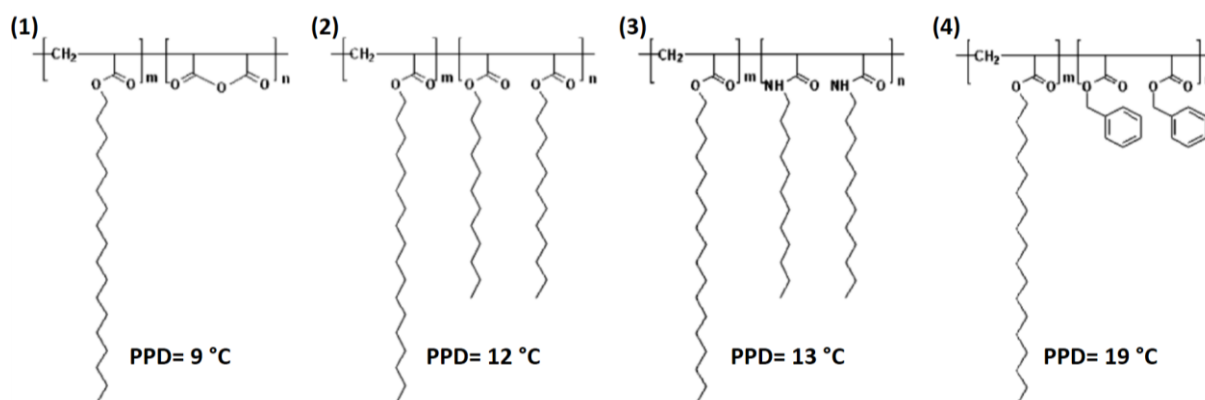 (1)
CH₂
m
n
O
O
O
O
O
PPD= 9 °C
(2)
CH₂
m
n
O
O
O
O
O
O
PPD= 12 °C
(3)
CH₂
m
n
O
O
NH
O
NH
O
PPD= 13 °C
(4)
CH₂
m
O
O
O
O
O
O
PPD= 19 °C